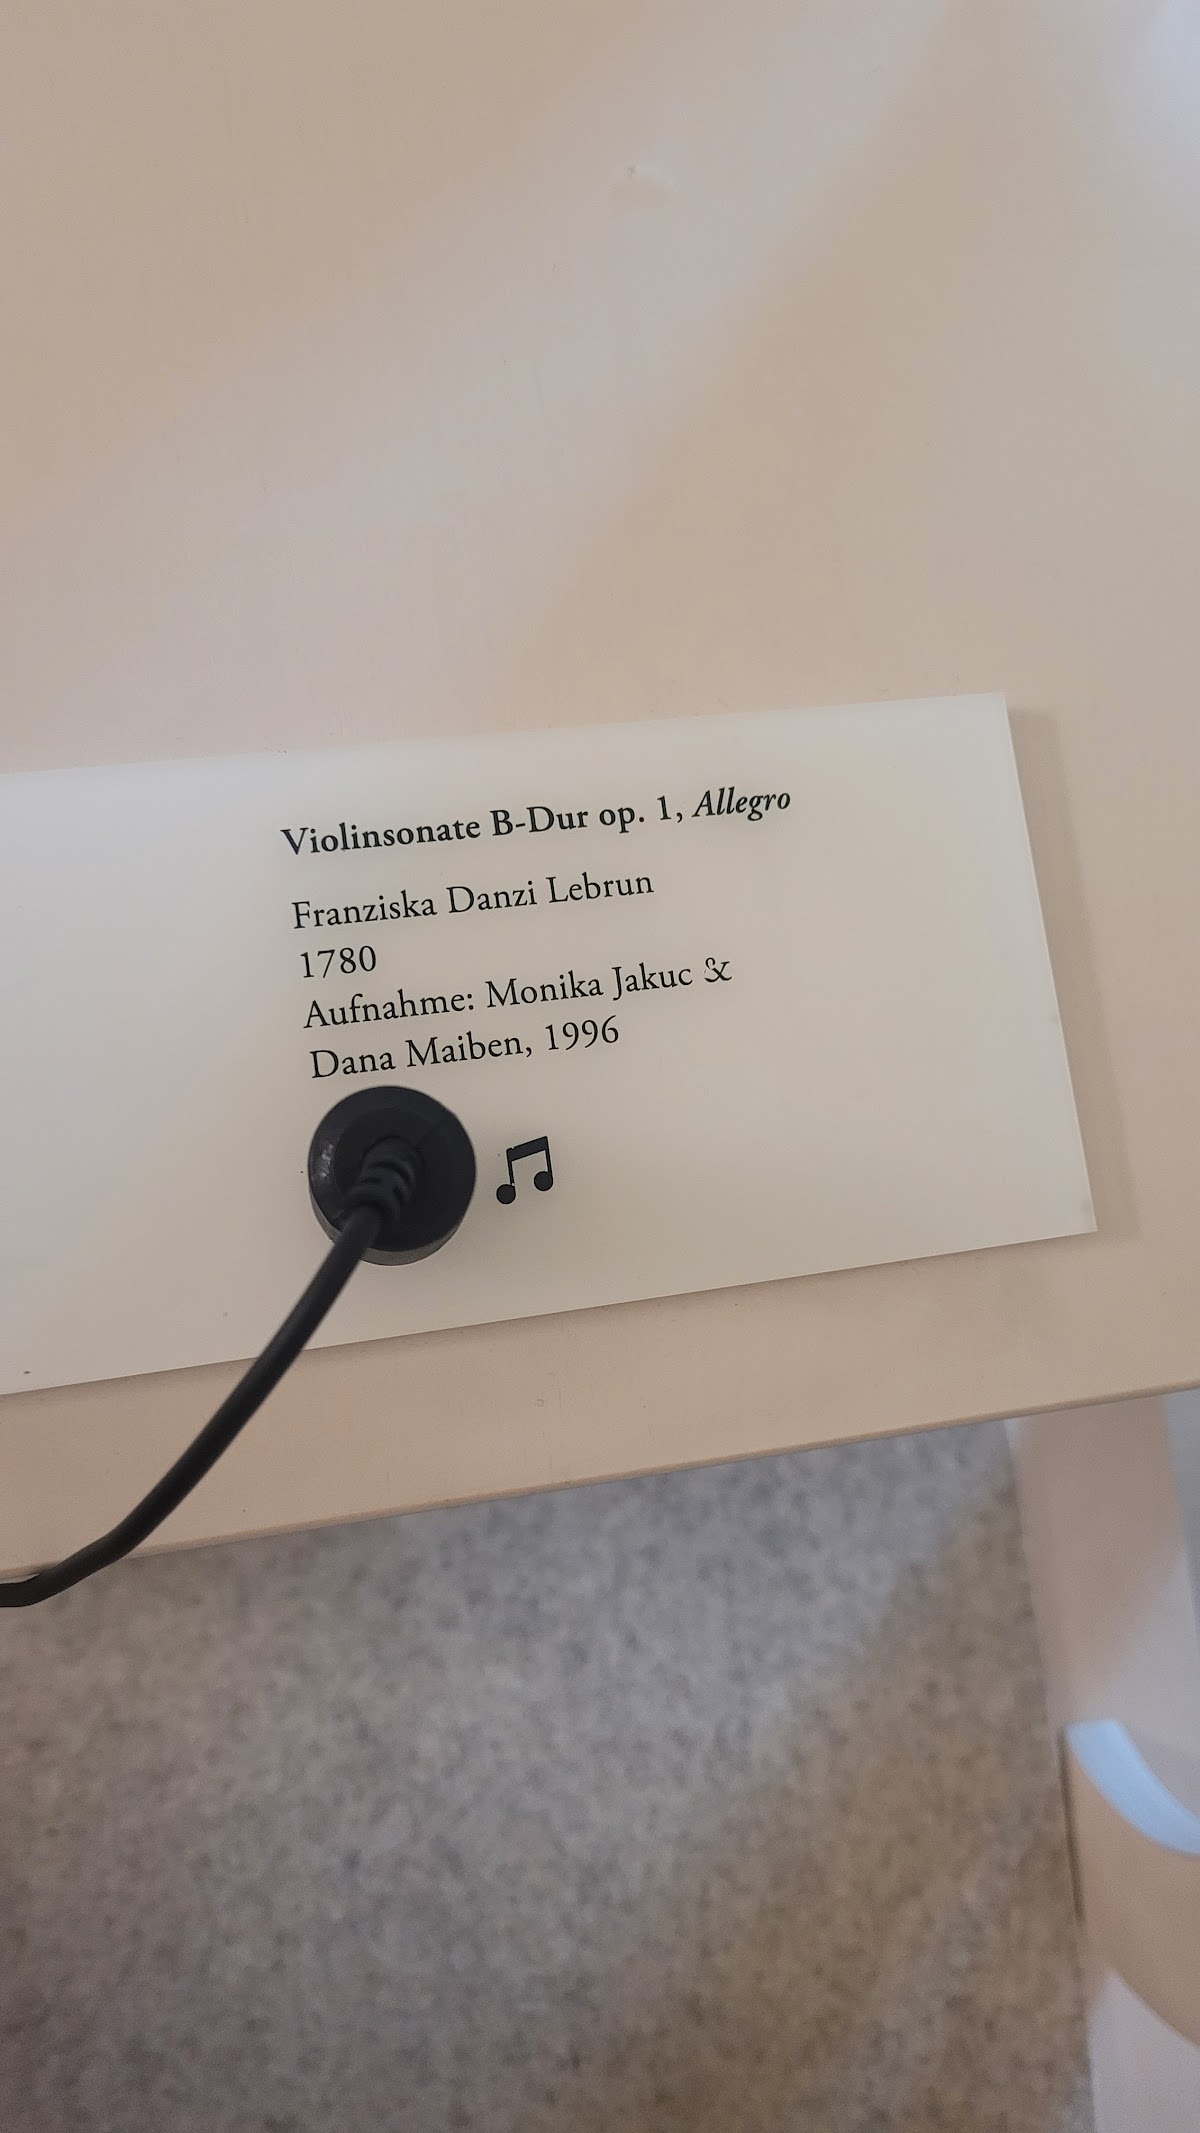 Violinsonate B-Dur op. 1, Allegro
Franziska Danzi Lebrun
1780
Aufnahme: Monika Jakuc &
Dana Maiben, 1996